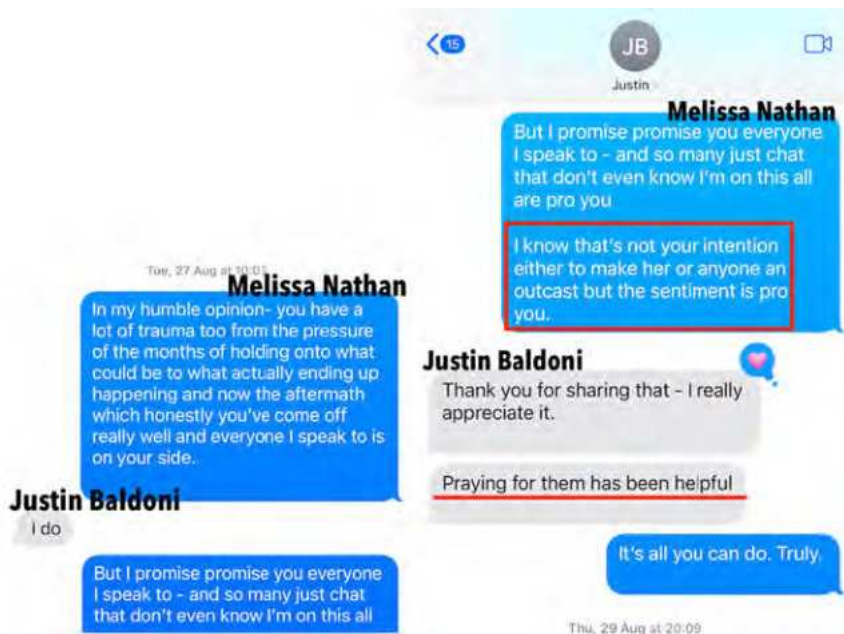 Tue, 27 Aug at 10:03
Melissa Nathan
In my humble opinion- you have a
lot of trauma too from the pressure
of the months of holding onto what
could be to what actually ending up
happening and now the aftermath
which honestly you've come off
really well and everyone I speak to is
on your side.
Justin Baldoni
I do
But I promise promise you everyone
I speak to - and so many just chat
that don't even know I'm on this all
15
JB
Justin
Melissa Nathan
But I promise promise you everyone
I speak to - and so many just chat
that don't even know I'm on this all
are pro you
I know that's not your intention
either to make her or anyone an
outcast but the sentiment is pro
you.
Justin Baldoni
Thank you for sharing that - I really
appreciate it.
Praying for them has been helpful
It's all you can do. Truly.
Thu, 29 Aug at 20:09